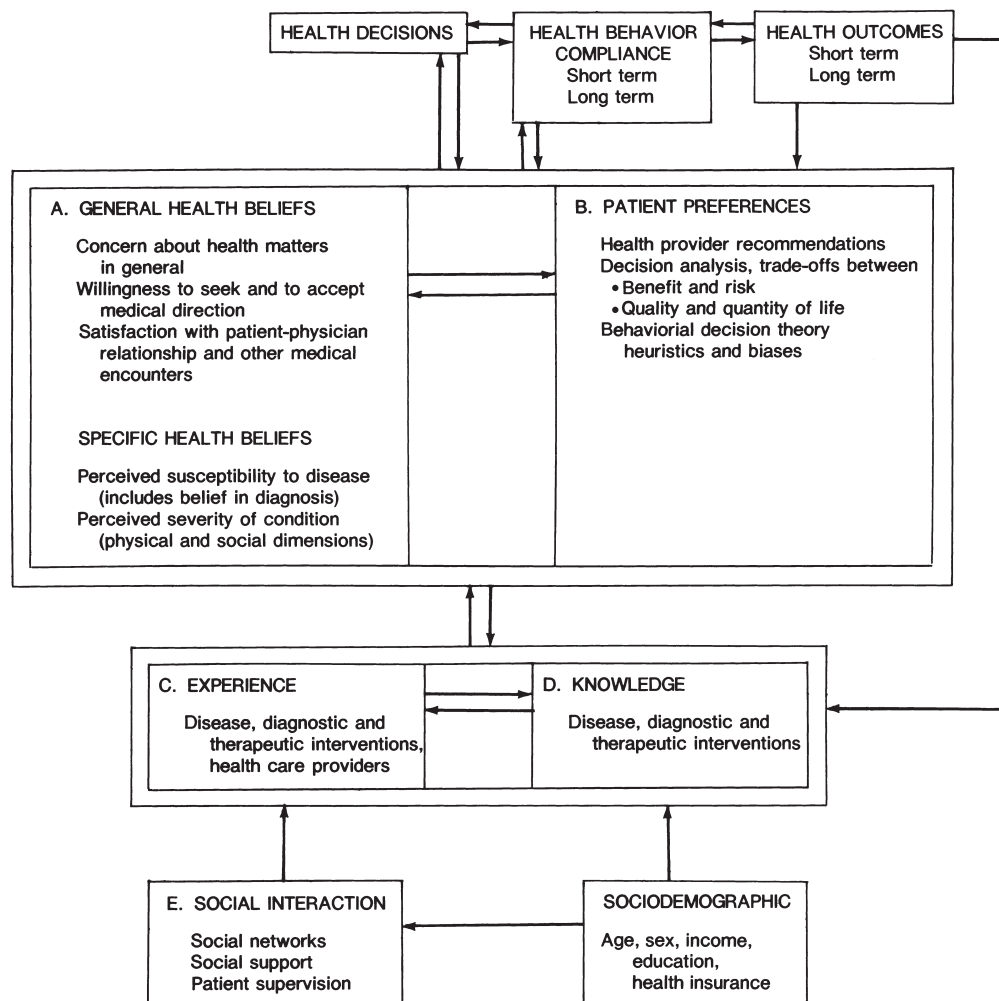 HEALTH DECISIONS
HEALTH BEHAVIOR
COMPLIANCE
Short term
Long term
HEALTH OUTCOMES
Short term
Long term
A. GENERAL HEALTH BELIEFS
Concern about health matters
in general
Willingness to seek and to accept
medical direction
Satisfaction with patient-physician
relationship and other medical
encounters
SPECIFIC HEALTH BELIEFS
Perceived susceptibility to disease
(includes belief in diagnosis)
Perceived severity of condition
(physical and social dimensions)
B. PATIENT PREFERENCES
Health provider recommendations
Decision analysis, trade-offs between
• Benefit and risk
• Quality and quantity of life
Behaviorial decision theory
heuristics and biases
C. EXPERIENCE
Disease, diagnostic and
therapeutic interventions,
health care providers
D. KNOWLEDGE
Disease, diagnostic and
therapeutic interventions
E. SOCIAL INTERACTION
Social networks
Social support
Patient supervision
SOCIODEMOGRAPHIC
Age, sex, income,
education,
health insurance